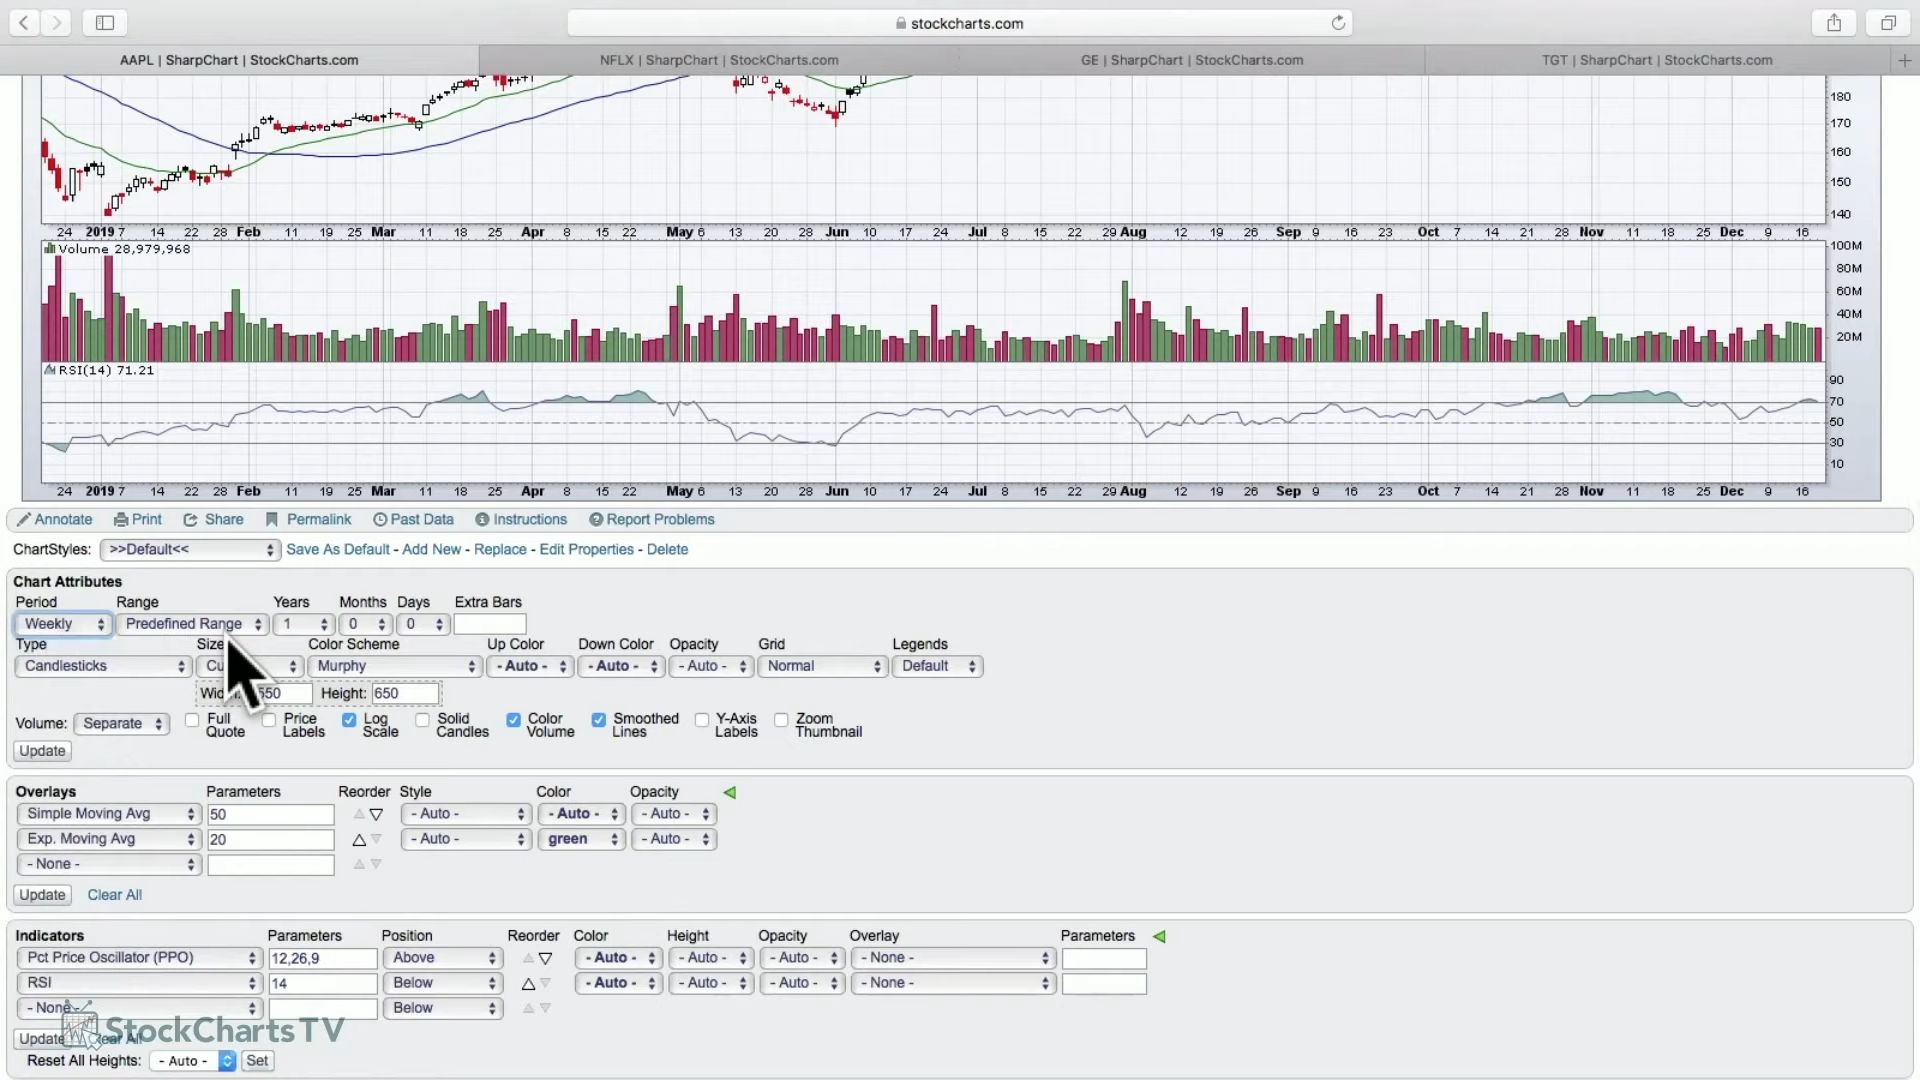 stockcharts.com
AAPL | SharpChart | StockCharts.com
NFLX | SharpChart | StockCharts.com
GE | SharpChart | StockCharts.com
TGT | SharpChart | StockCharts.com
180
170
160
150
140
24 2019 7 14 22 28 Feb 11 19 25 Mar 11 18 25 Apr 8 15 22 May 6 13 20 28 Jun 10 17 24 Jul 8 15 22 29 Aug 12 19 26 Sep 9 16 23 Oct 7 14 21 28 Nov 11 18 25 Dec 9 16
Volume 28,979,968
100M
80M
60M
40M
20M
RSI(14) 71.21
90
70
50
30
10
24 2019 7 14 22 28 Feb 11 19 25 Mar 11 18 25 Apr 8 15 22 May 6 13 20 28 Jun 10 17 24 Jul 8 15 22 29 Aug 12 19 26 Sep 9 16 23 Oct 7 14 21 28 Nov 11 18 25 Dec 9 16
Annotate Print Share Permalink Past Data Instructions Report Problems
ChartStyles: >>Default<< Save As Default - Add New - Replace - Edit Properties - Delete
Chart Attributes
Period Range Years Months Days Extra Bars
Weekly Predefined Range 1 0 0
Type Color Scheme Up Color Down Color Opacity Grid Legends
Candlesticks Murphy - Auto - - Auto - - Auto - Normal Default
Height: 650
Volume: Separate Full Quote Price Labels Log Scale Solid Candles Color Volume Smoothed Lines Y-Axis Labels Zoom Thumbnail
Update
Overlays Parameters Reorder Style Color Opacity
Simple Moving Avg 50 - Auto - - Auto - - Auto -
Exp. Moving Avg 20 - Auto - green - Auto -
- None -
Update Clear All
Indicators Parameters Position Reorder Color Height Opacity Overlay Parameters
Pct Price Oscillator (PPO) 12,26,9 Above - Auto - - Auto - - Auto - - None -
RSI 14 Below - Auto - - Auto - - Auto - - None -
- None - Below
Update Clear All
StockCharts TV
Reset All Heights: - Auto - Set